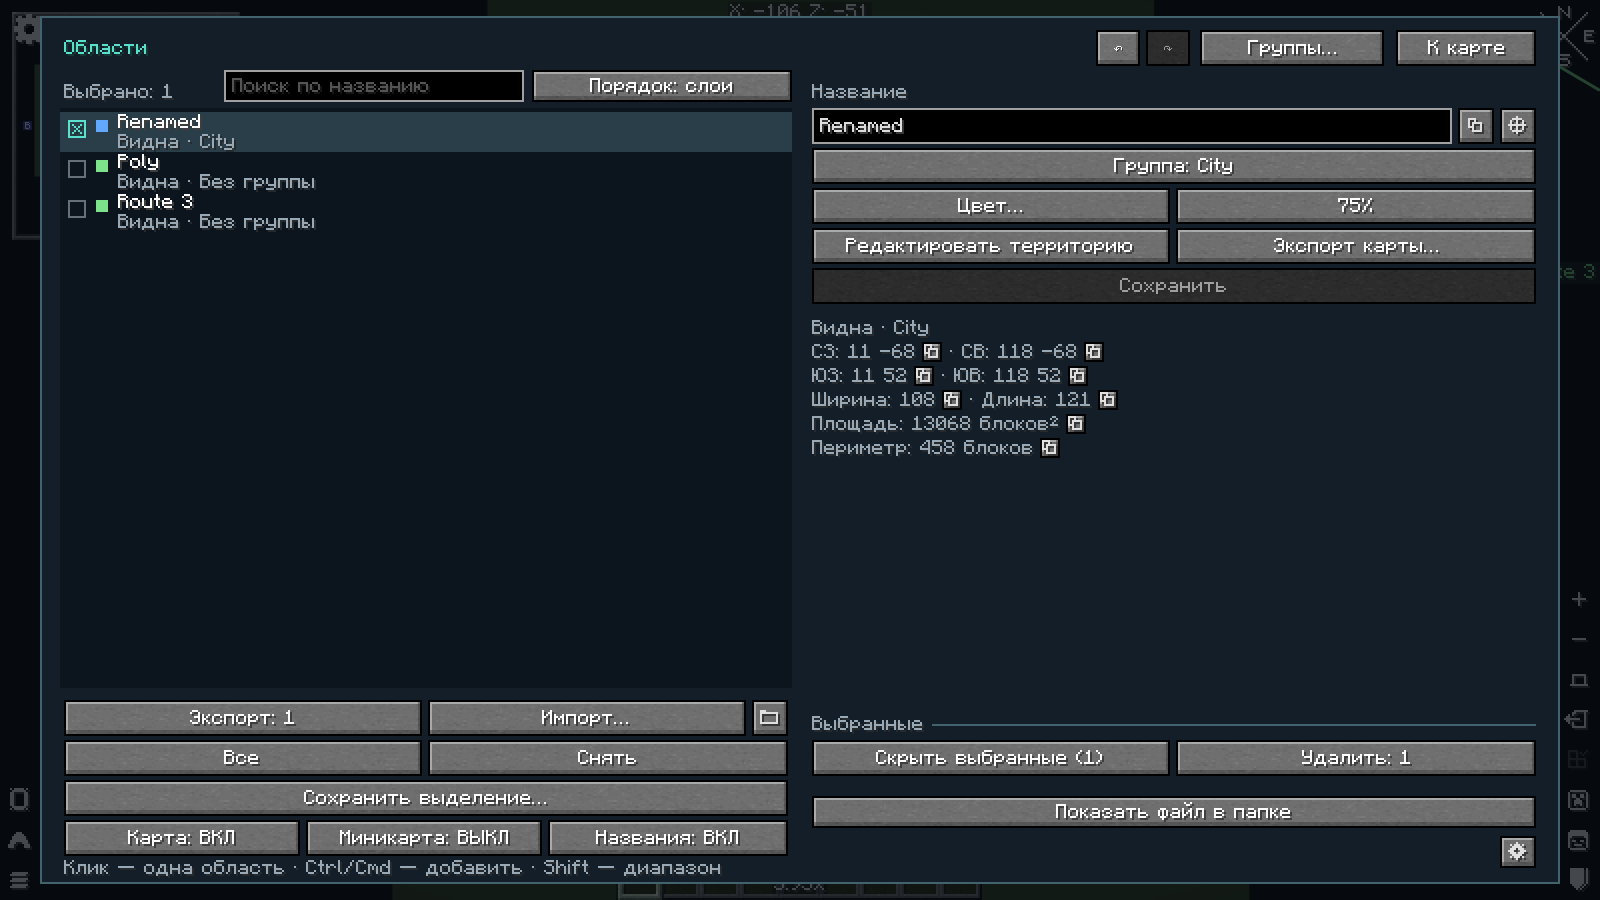 X: -106 Z: -51
N
E
S
Области
Группы...
К карте
Выбрано: 1
Поиск по названию
Порядок: слои
Renamed
Видна · City
Poly
Видна · Без группы
Route 3
Видна · Без группы
Название
Renamed
Группа: City
Цвет...
75%
Редактировать территорию
Экспорт карты...
Сохранить
Видна · City
СЗ: 11 -68 · СВ: 118 -68
ЮЗ: 11 52 · ЮВ: 118 52
Ширина: 108 · Длина: 121
Площадь: 13068 блоков²
Периметр: 458 блоков
Экспорт: 1
Импорт...
Все
Снять
Сохранить выделение...
Карта: ВКЛ
Миникарта: ВЫКЛ
Названия: ВКЛ
Клик — одна область · Ctrl/Cmd — добавить · Shift — диапазон
Выбранные
Скрыть выбранные (1)
Удалить: 1
Показать файл в папке